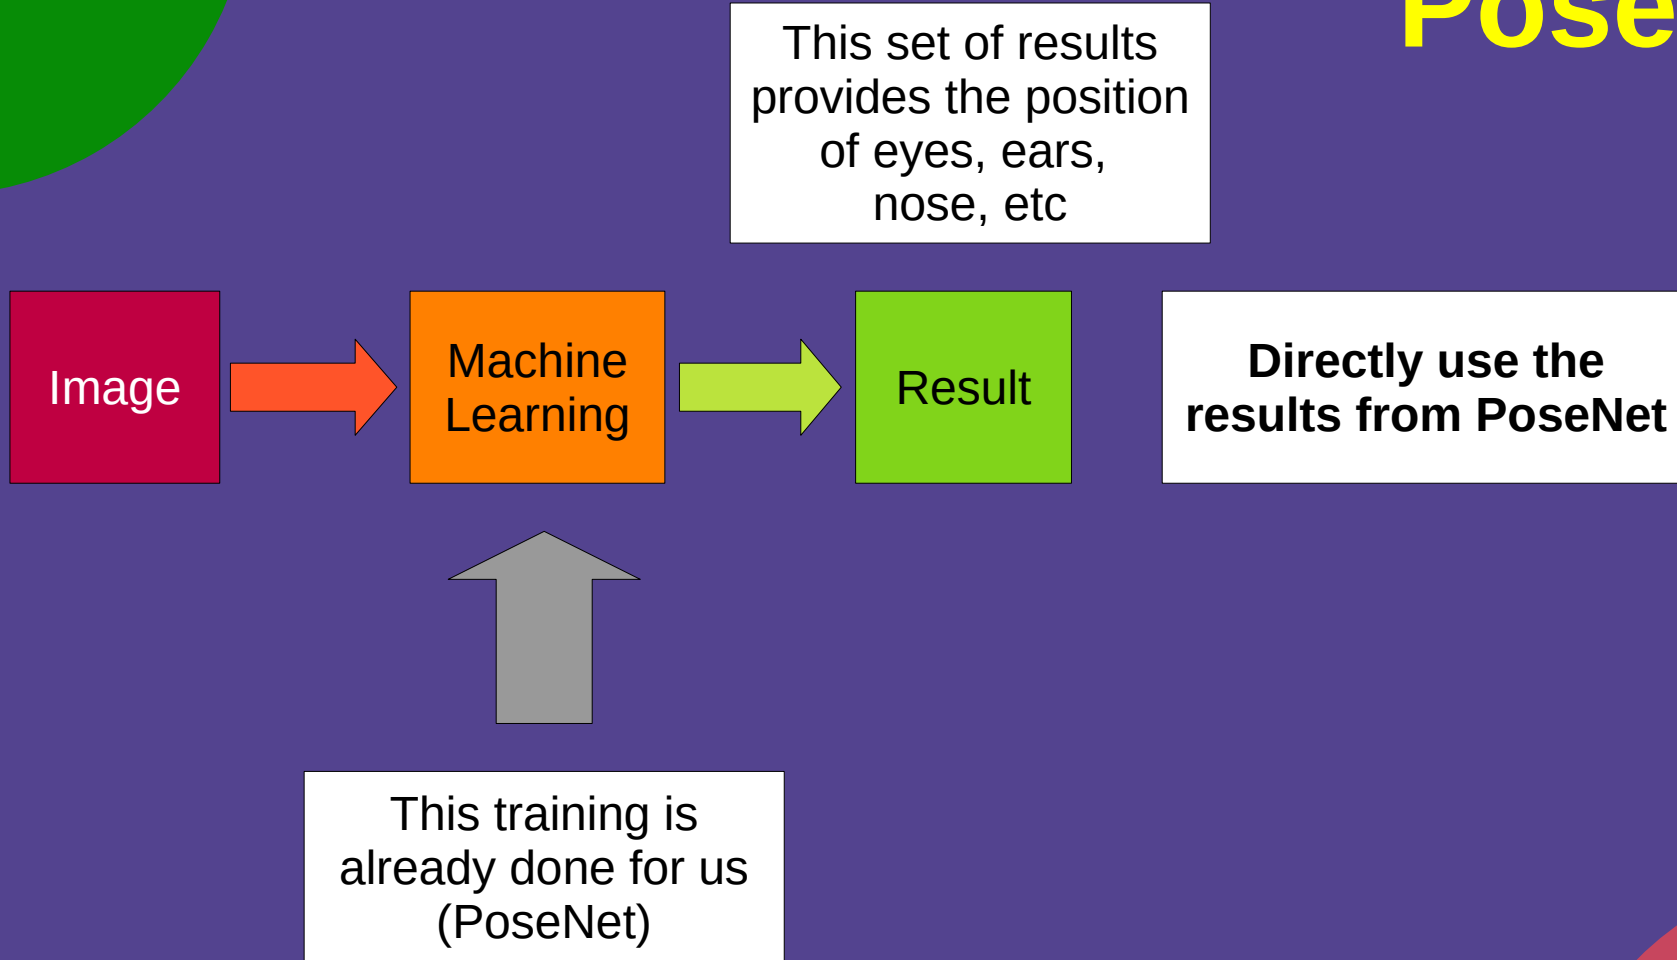 Pose
This set of results
provides the position
of eyes, ears,
nose, etc
Image
Machine
Learning
Result
Directly use the
results from PoseNet
This training is
already done for us
(PoseNet)